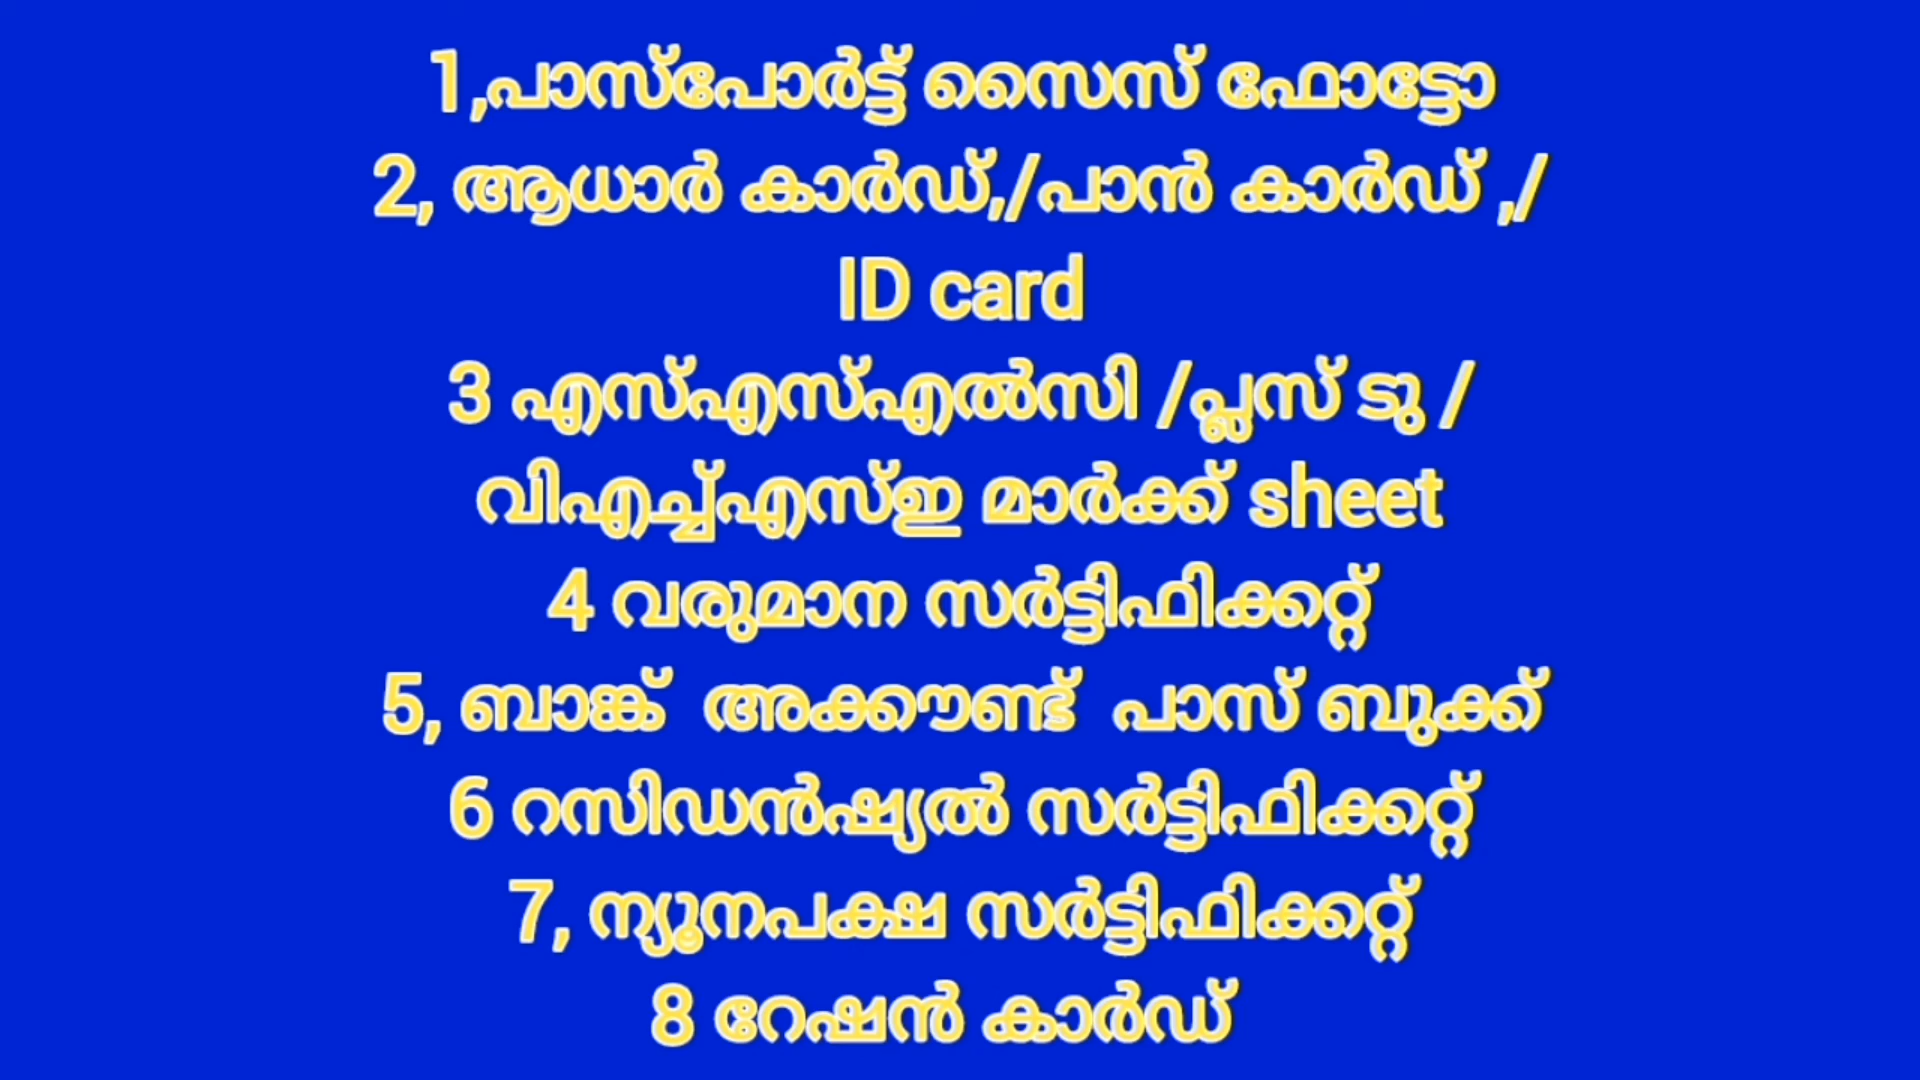 1,പാസ്പോർട്ട് സൈസ് ഫോട്ടോ
2, ആധാർ കാർഡ്,/പാൻ കാർഡ് ,/
ID card
3 എസ്എസ്എൽസി /പ്ലസ് ടു /
വിഎച്ച്എസ്ഇ മാർക്ക് sheet
4 വരുമാന സർട്ടിഫിക്കറ്റ്
5, ബാങ്ക്  അക്കൗണ്ട്  പാസ് ബുക്ക്
6 റസിഡൻഷ്യൽ സർട്ടിഫിക്കറ്റ്
7, ന്യൂനപക്ഷ സർട്ടിഫിക്കറ്റ്
8 റേഷൻ കാർഡ്